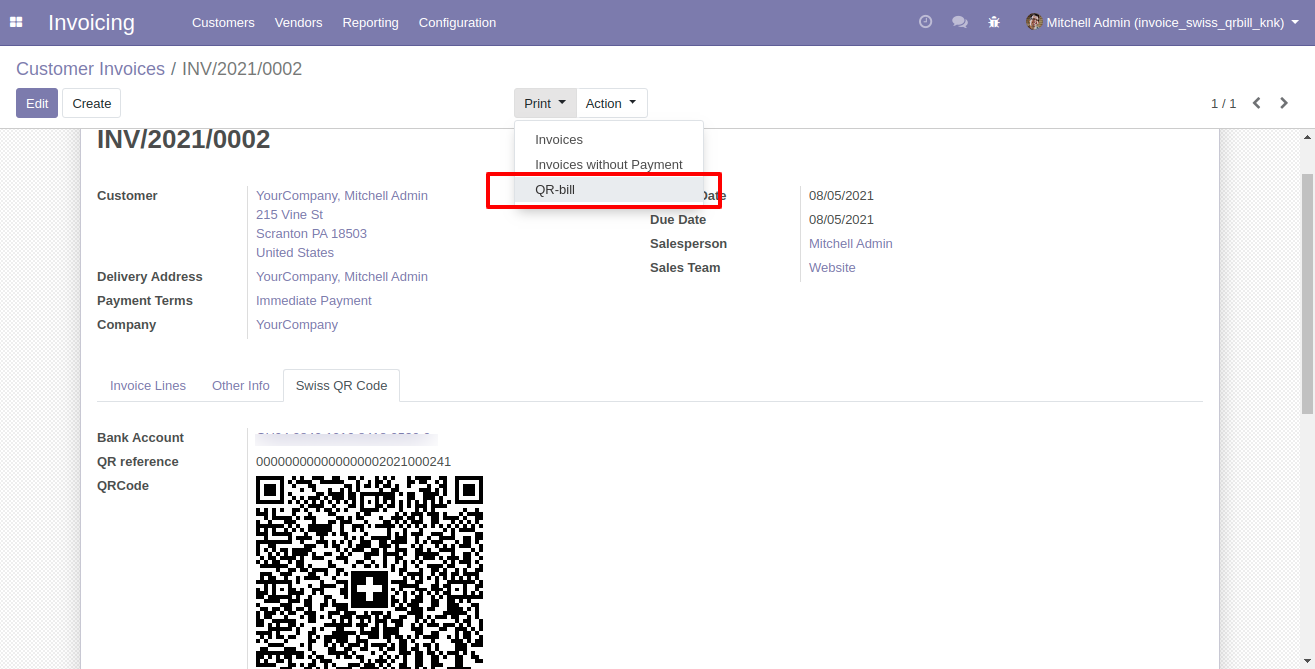 Invoicing Customers Vendors Reporting Configuration Mitchell Admin (invoice_swiss_qrbill_knk)
Customer Invoices / INV/2021/0002
Edit Create Print Action 1 / 1
Invoices
Invoices without Payment
QR-bill
INV/2021/0002
Customer YourCompany, Mitchell Admin
215 Vine St
Scranton PA 18503
United States
Delivery Address YourCompany, Mitchell Admin
Payment Terms Immediate Payment
Company YourCompany
08/05/2021
Due Date 08/05/2021
Salesperson Mitchell Admin
Sales Team Website
Invoice Lines Other Info Swiss QR Code
Bank Account
QR reference 000000000000000002021000241
QRCode